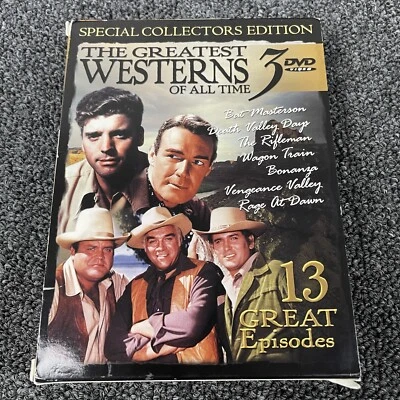 SPECIAL COLLECTORS EDITION
THE GREATEST
WESTERNS
OF ALL TIME
3 DVD
VIDEO
Bat Masterson
Death Valley Days
The Rifleman
Wagon Train
Bonanza
Vengeance Valley
Rage At Dawn
13
GREAT
Episodes